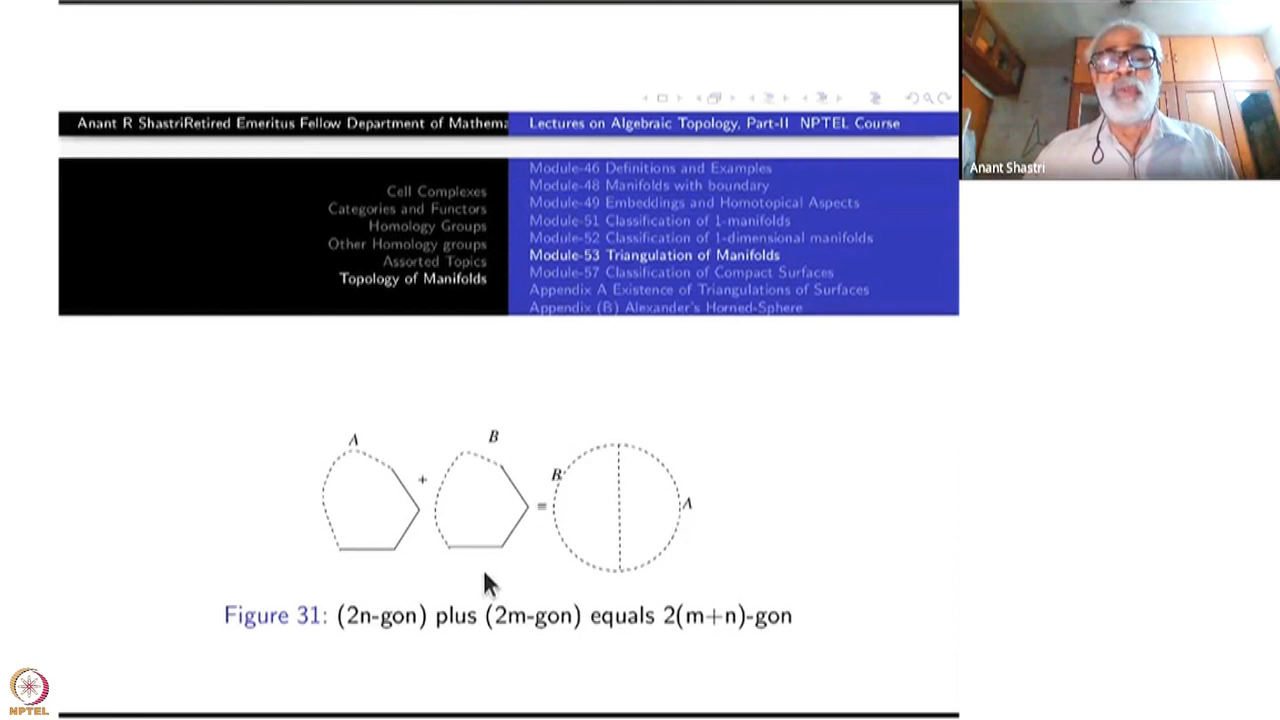 Anant R ShastriRetired Emeritus Fellow Department of Mathema
Lectures on Algebraic Topology, Part-II NPTEL Course
Cell Complexes
Categories and Functors
Homology Groups
Other Homology groups
Assorted Topics
Topology of Manifolds
Module-46 Definitions and Examples
Module-48 Manifolds with boundary
Module-49 Embeddings and Homotopical Aspects
Module-51 Classification of 1-manifolds
Module-52 Classification of 1-dimensional manifolds
Module-53 Triangulation of Manifolds
Module-57 Classification of Compact Surfaces
Appendix A Existence of Triangulations of Surfaces
Appendix (B) Alexander's Horned-Sphere
Anant Shastri
A
+
B
≡
B
A
Figure 31: (2n-gon) plus (2m-gon) equals 2(m+n)-gon
NPTEL